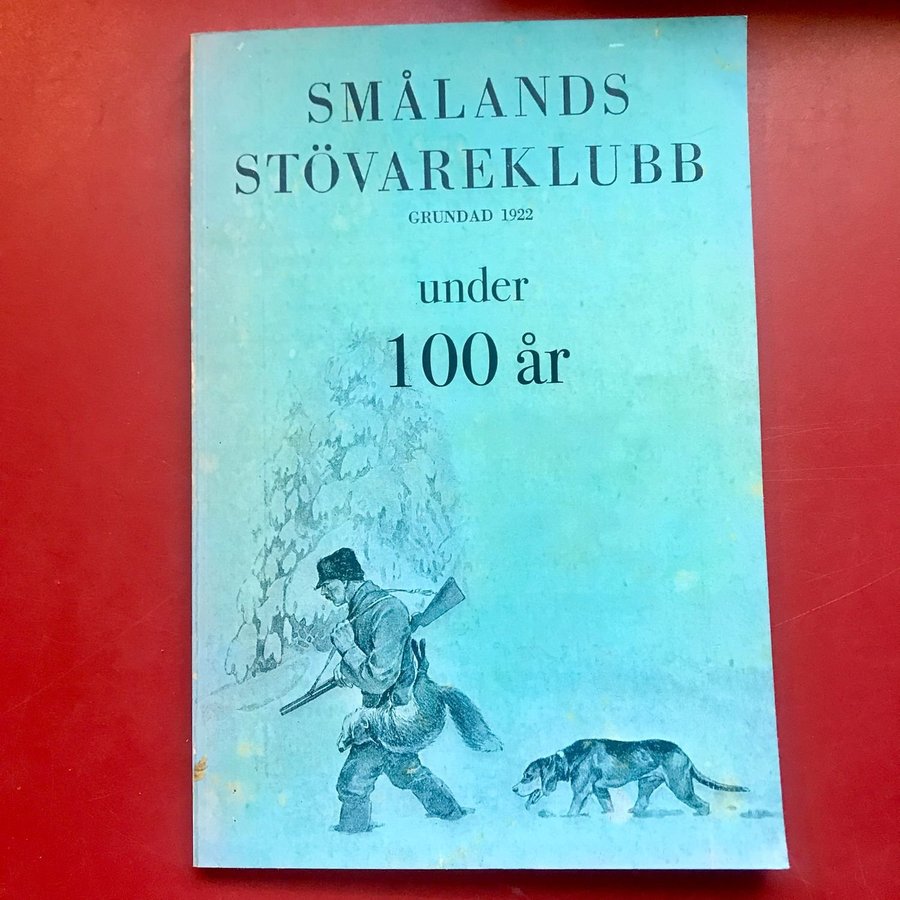 SMÅLANDS
STÖVAREKLUBB
GRUNDAD 1922
under
100 år